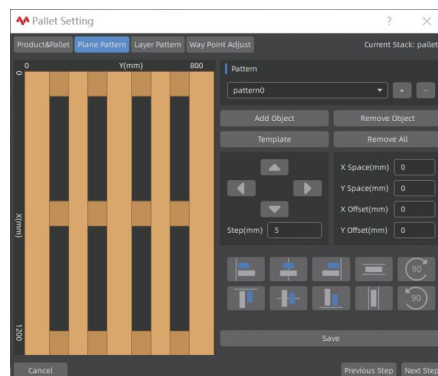 Pallet Setting
Product&Pallet Plane Pattern Layer Pattern Way Point Adjust Current Stack: pallet
0 Y(mm) 800
0
X(mm)
1200
Pattern
pattern0 + -
Add Object Remove Object
Template Remove All
X Space(mm) 0
Y Space(mm) 0
X Offset(mm) 0
Step(mm) 5 Y Offset(mm) 0
90
90
Save
Cancel Previous Step Next Step